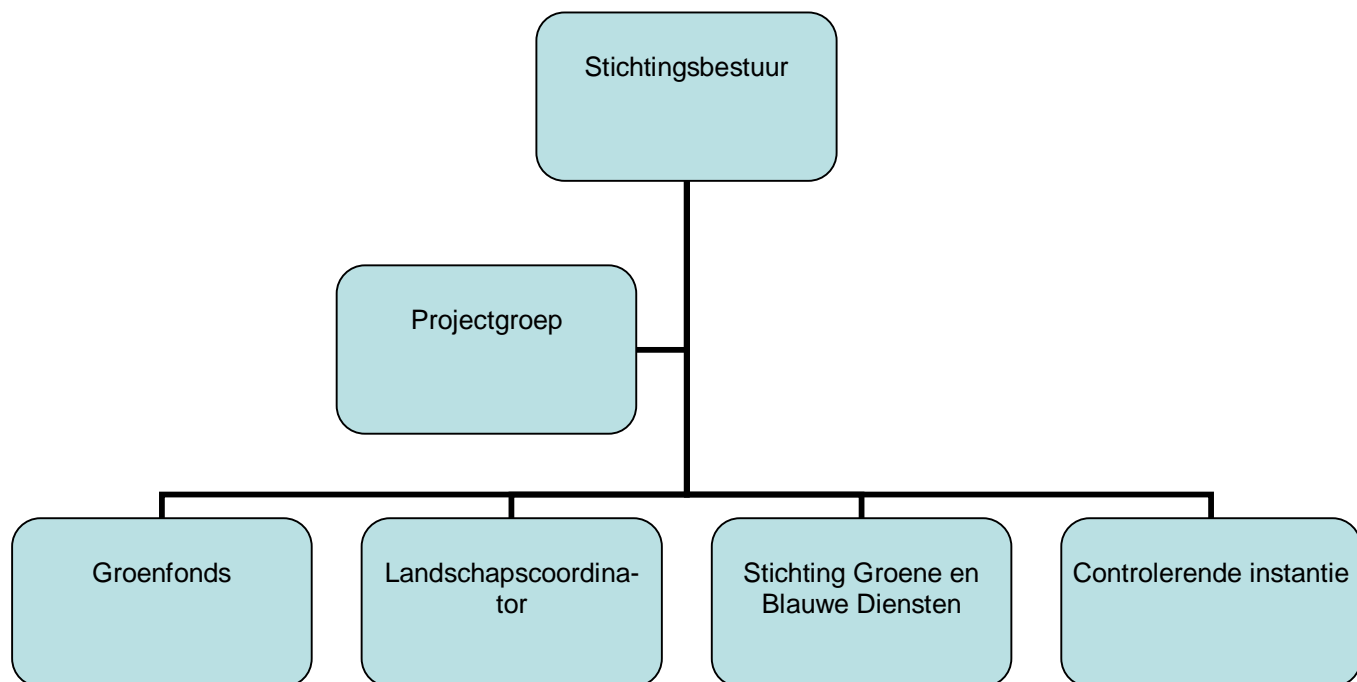 Stichtingsbestuur
Projectgroep
Groenfonds
Landschapscoordina-
tor
Stichting Groene en
Blauwe Diensten
Controlerende instantie